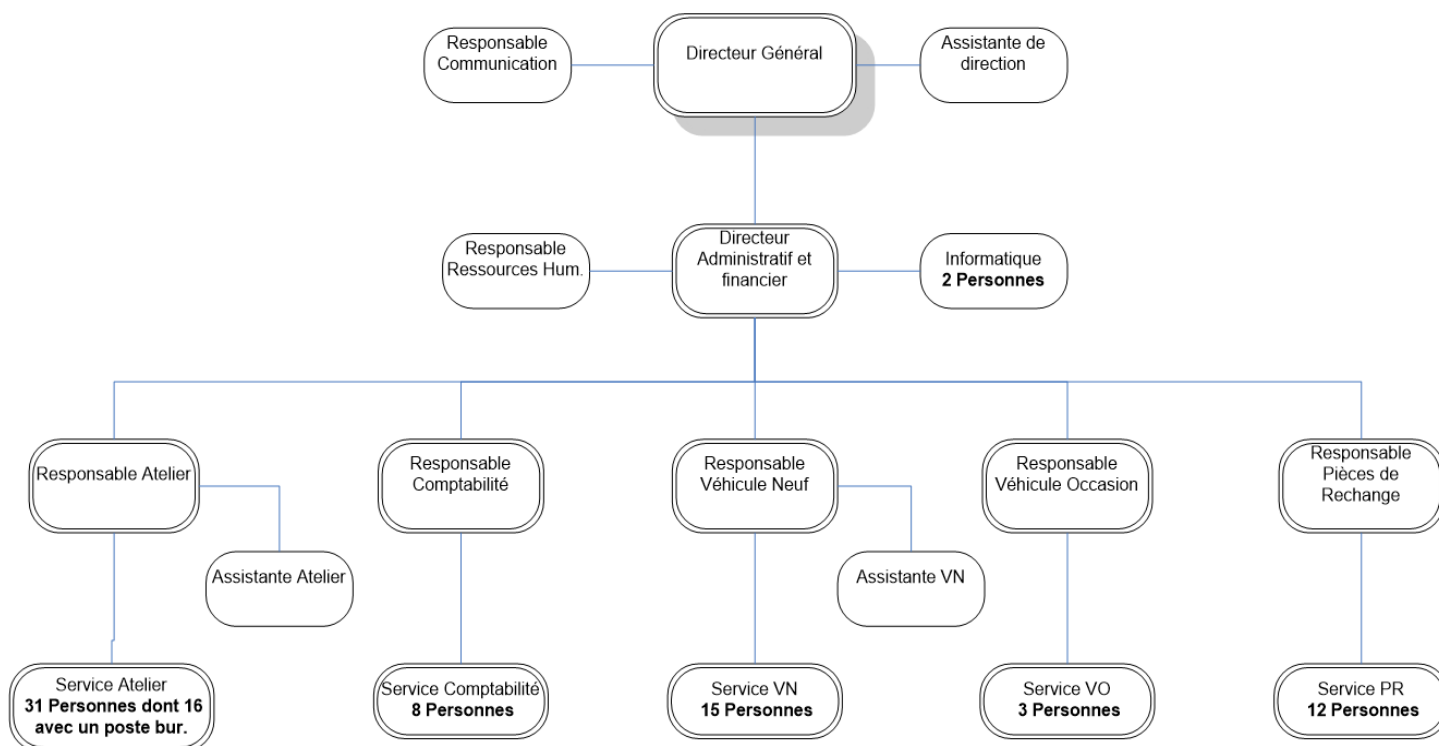 Responsable
Communication
Directeur Général
Assistante de
direction
Responsable
Ressources Hum.
Directeur
Administratif et
financier
Informatique
2 Personnes
Responsable Atelier
Responsable
Comptabilité
Responsable
Véhicule Neuf
Responsable
Véhicule Occasion
Responsable
Pièces de
Rechange
Assistante Atelier
Assistante VN
Service Atelier
31 Personnes dont 16
avec un poste bur.
Service Comptabilité
8 Personnes
Service VN
15 Personnes
Service VO
3 Personnes
Service PR
12 Personnes